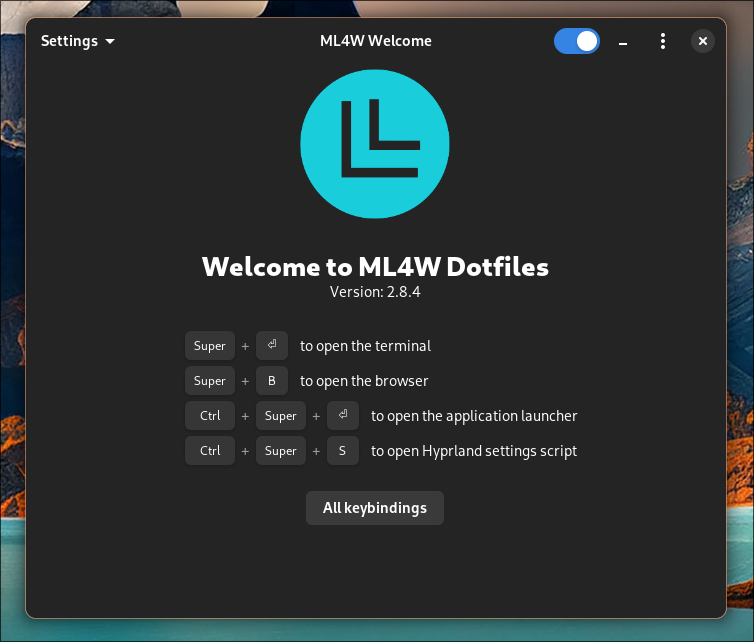 Settings ML4W Welcome
Welcome to ML4W Dotfiles
Version: 2.8.4
Super + ⏎ to open the terminal
Super + B to open the browser
Ctrl + Super + ⏎ to open the application launcher
Ctrl + Super + S to open Hyprland settings script
All keybindings